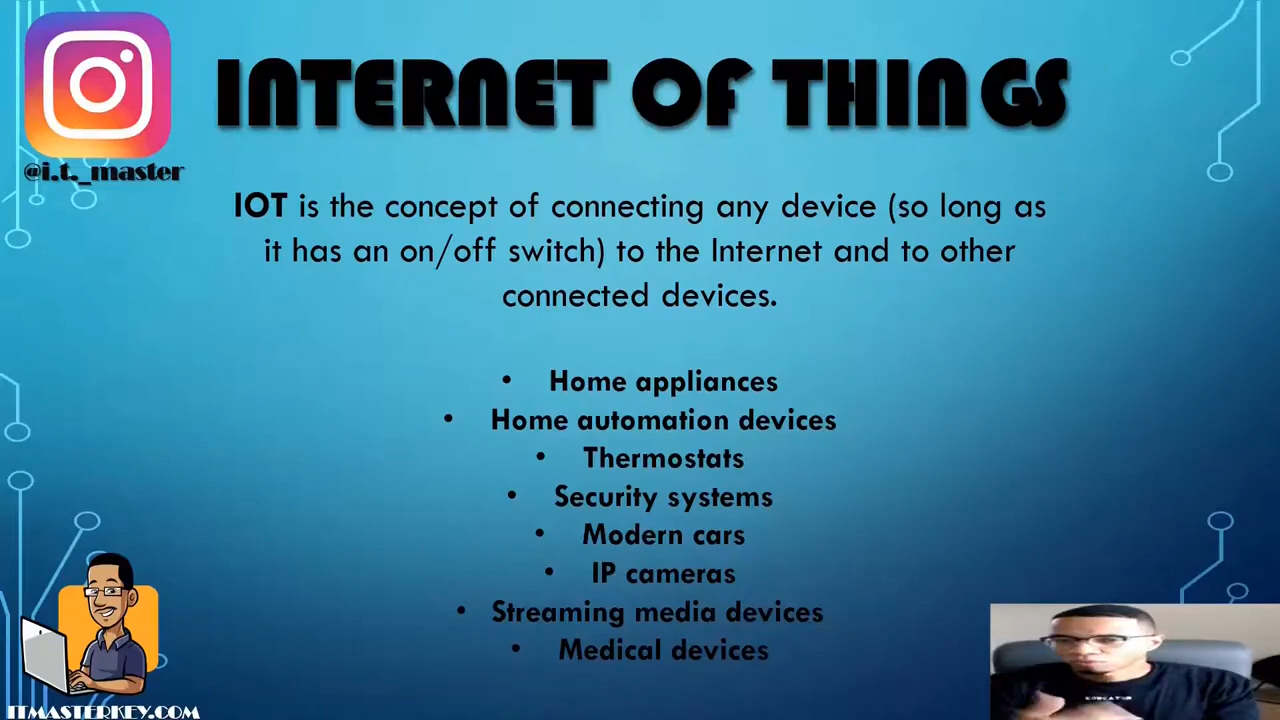 INTERNET OF THINGS
@i.t._master
IOT is the concept of connecting any device (so long as
it has an on/off switch) to the Internet and to other
connected devices.
• Home appliances
• Home automation devices
• Thermostats
• Security systems
• Modern cars
• IP cameras
• Streaming media devices
• Medical devices
ITMASTERKEY.COM
EDUCATOR